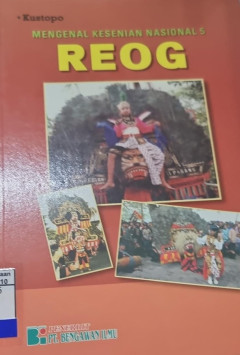 Kustopo
MENGENAL KESENIAN NASIONAL 5
REOG
PENERBIT
PT. BENGAWAN ILMU